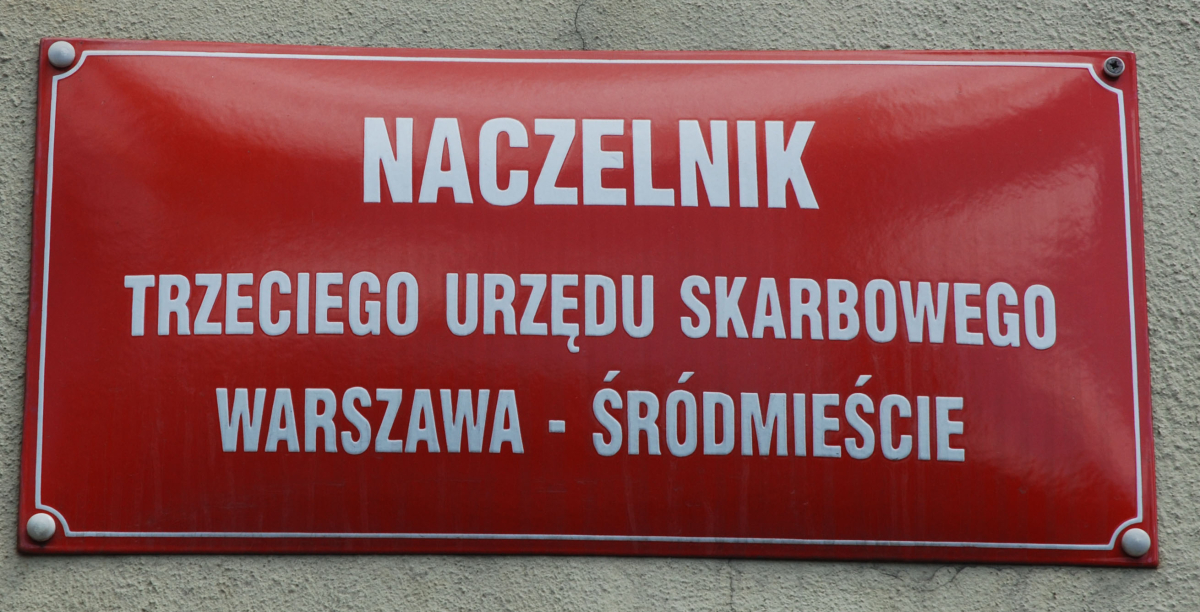 NACZELNIK
TRZECIEGO URZĘDU SKARBOWEGO
WARSZAWA - ŚRÓDMIEŚCIE